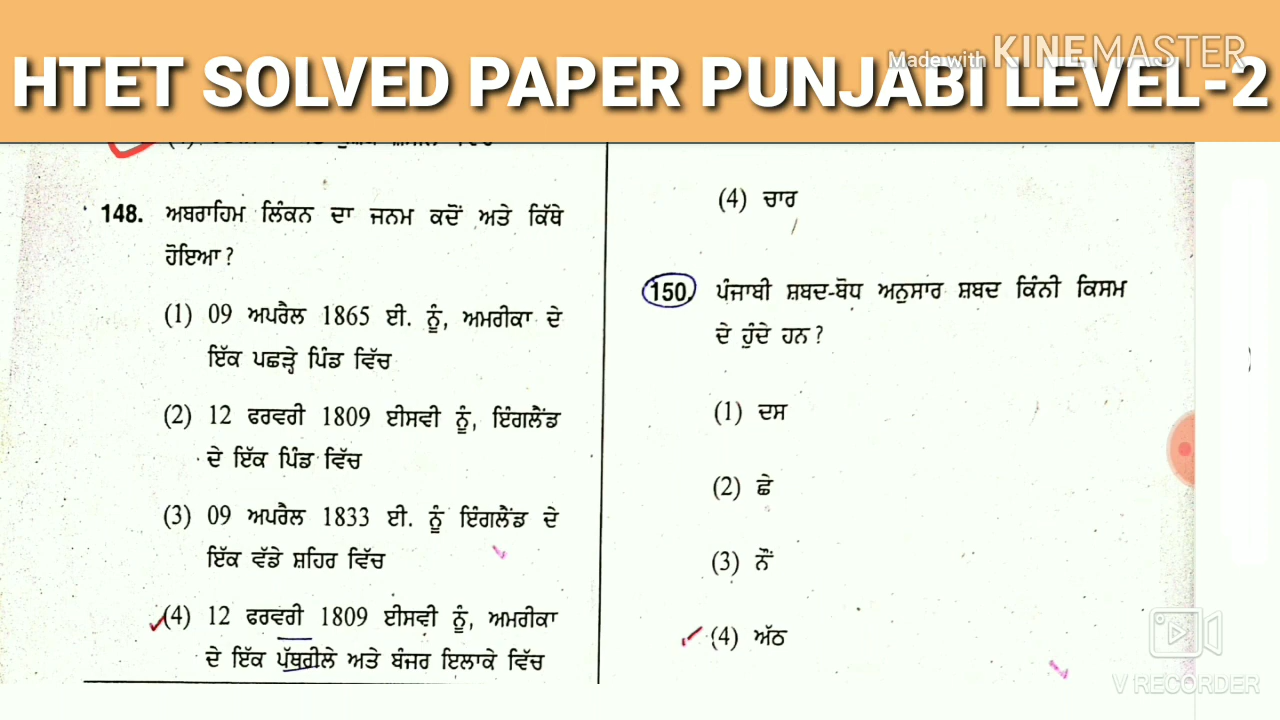 Made with KINEMASTER
HTET SOLVED PAPER PUNJABI LEVEL-2
148. ਅਬਰਾਹਿਮ ਲਿੰਕਨ ਦਾ ਜਨਮ ਕਦੋਂ ਅਤੇ ਕਿੱਥੇ
ਹੋਇਆ?
(1) 09 ਅਪਰੈਲ 1865 ਈ. ਨੂੰ, ਅਮਰੀਕਾ ਦੇ
ਇੱਕ ਪਛੜ੍ਹੇ ਪਿੰਡ ਵਿੱਚ
(2) 12 ਫਰਵਰੀ 1809 ਈਸਵੀ ਨੂੰ, ਇੰਗਲੈਂਡ
ਦੇ ਇੱਕ ਪਿੰਡ ਵਿੱਚ
(3) 09 ਅਪਰੈਲ 1833 ਈ. ਨੂੰ ਇੰਗਲੈਂਡ ਦੇ
ਇੱਕ ਵੱਡੇ ਸ਼ਹਿਰ ਵਿੱਚ
(4) 12 ਫਰਵਰੀ 1809 ਈਸਵੀ ਨੂੰ, ਅਮਰੀਕਾ
ਦੇ ਇੱਕ ਪੱਥਰੀਲੇ ਅਤੇ ਬੰਜਰ ਇਲਾਕੇ ਵਿੱਚ
(4) ਚਾਰ
150. ਪੰਜਾਬੀ ਸ਼ਬਦ-ਬੋਧ ਅਨੁਸਾਰ ਸ਼ਬਦ ਕਿੰਨੀ ਕਿਸਮ
ਦੇ ਹੁੰਦੇ ਹਨ?
(1) ਦਸ
(2) ਛੇ
(3) ਨੌਂ
(4) ਅੱਠ
V RECORDER